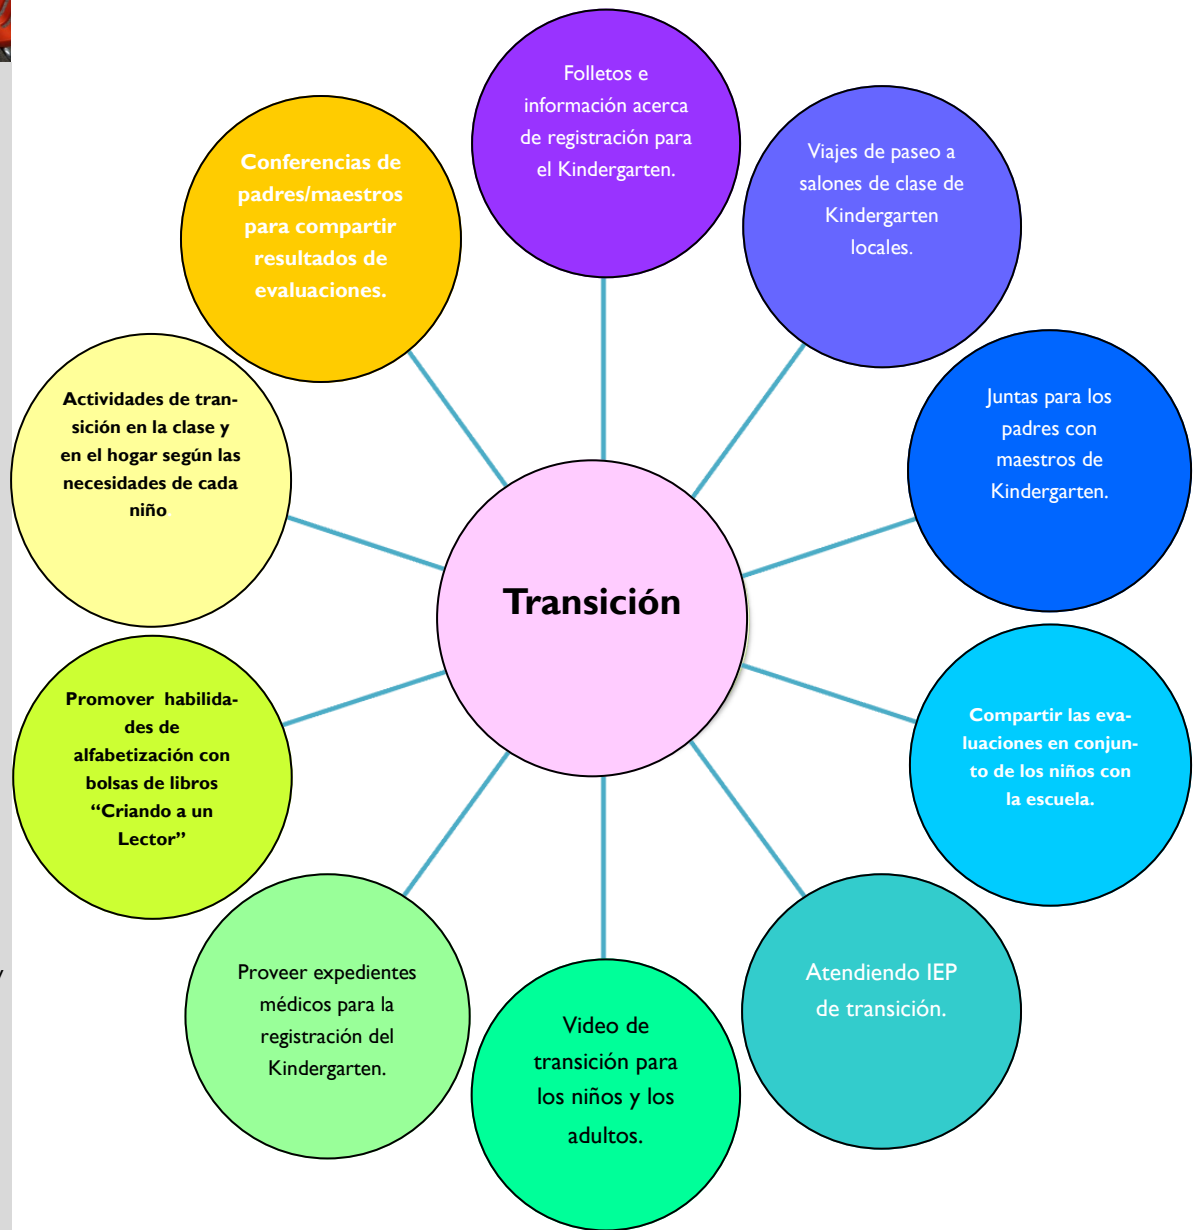 Folletos e
información acerca
de registración para
el Kindergarten.
Viajes de paseo a
salones de clase de
Kindergarten
locales.
Juntas para los
padres con
maestros de
Kindergarten.
Compartir las eva-
luaciones en conjun-
to de los niños con
la escuela.
Atendiendo IEP
de transición.
Video de
transición para
los niños y los
adultos.
Proveer expedientes
médicos para la
registración del
Kindergarten.
Promover habilida-
des de
alfabetización con
bolsas de libros
“Criando a un
Lector”
Actividades de tran-
sición en la clase y
en el hogar según las
necesidades de cada
niño
Conferencias de
padres/maestros
para compartir
resultados de
evaluaciones.
Transición